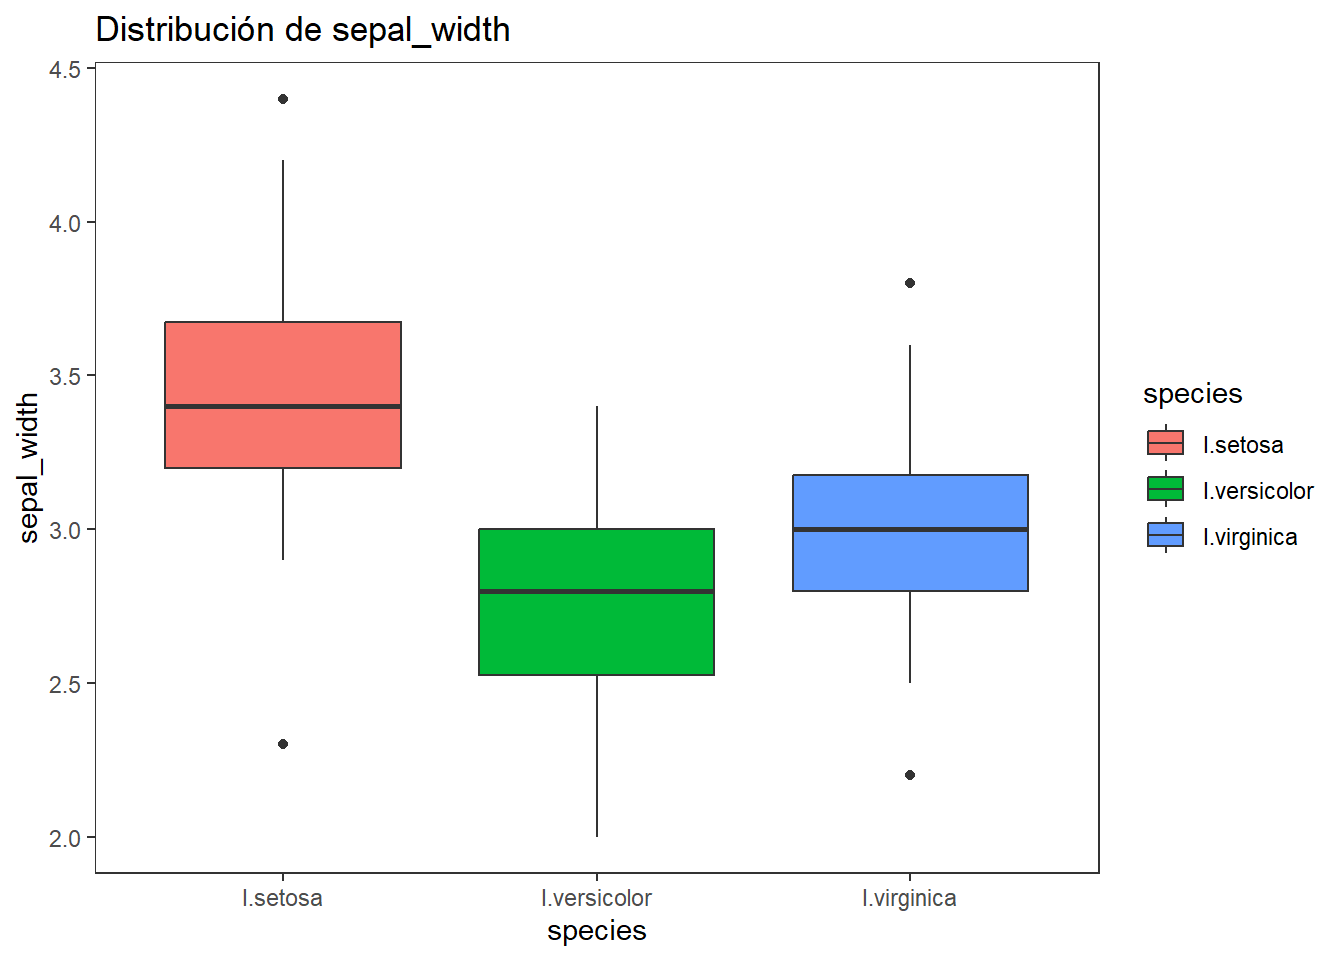 Distribución de sepal_width
4.5
4.0
3.5
3.0
2.5
2.0
sepal_width
I.setosa
I.versicolor
I.virginica
species
species
I.setosa
I.versicolor
I.virginica